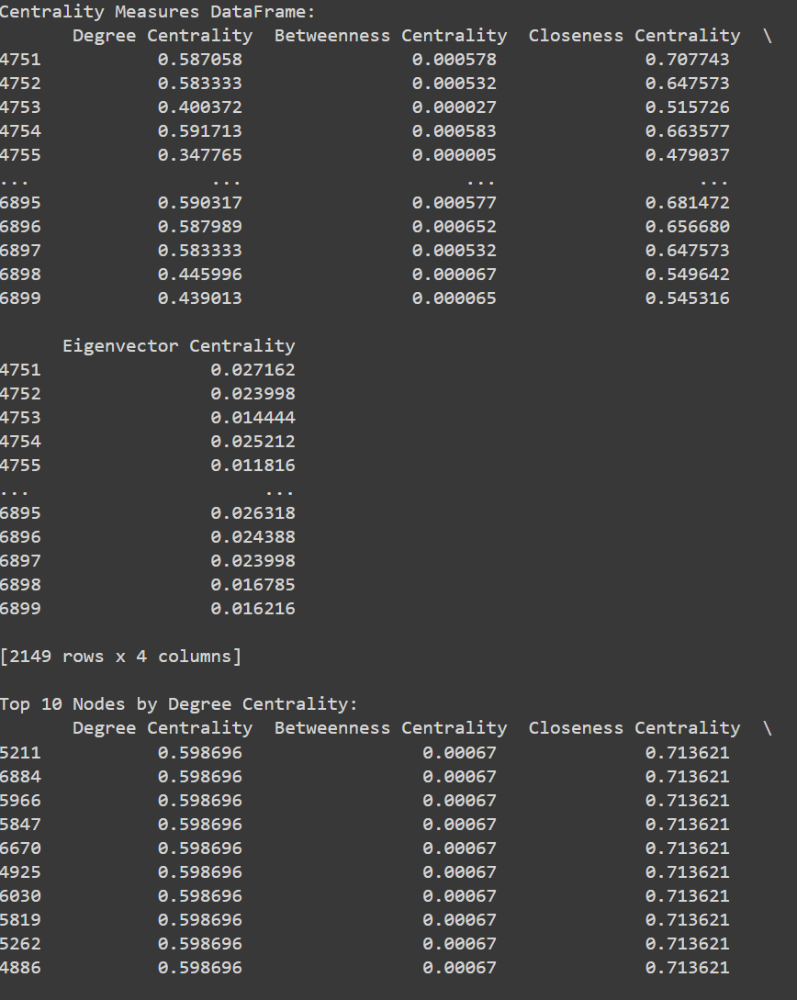 Centrality Measures DataFrame:
      Degree Centrality  Betweenness Centrality  Closeness Centrality  \
4751           0.587058                0.000578              0.707743
4752           0.583333                0.000532              0.647573
4753           0.400372                0.000027              0.515726
4754           0.591713                0.000583              0.663577
4755           0.347765                0.000005              0.479037
...                 ...                     ...                   ...
6895           0.590317                0.000577              0.681472
6896           0.587989                0.000652              0.656680
6897           0.583333                0.000532              0.647573
6898           0.445996                0.000067              0.549642
6899           0.439013                0.000065              0.545316

      Eigenvector Centrality
4751                0.027162
4752                0.023998
4753                0.014444
4754                0.025212
4755                0.011816
...                      ...
6895                0.026318
6896                0.024388
6897                0.023998
6898                0.016785
6899                0.016216

[2149 rows x 4 columns]

Top 10 Nodes by Degree Centrality:
      Degree Centrality  Betweenness Centrality  Closeness Centrality  \
5211           0.598696                 0.00067              0.713621
6884           0.598696                 0.00067              0.713621
5966           0.598696                 0.00067              0.713621
5847           0.598696                 0.00067              0.713621
6670           0.598696                 0.00067              0.713621
4925           0.598696                 0.00067              0.713621
6030           0.598696                 0.00067              0.713621
5819           0.598696                 0.00067              0.713621
5262           0.598696                 0.00067              0.713621
4886           0.598696                 0.00067              0.713621